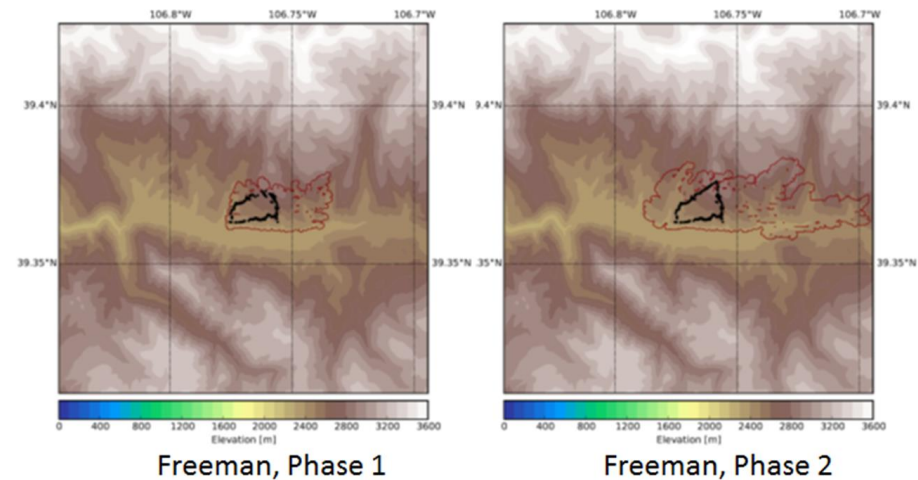 106.8°W 106.75°W 106.7°W 106.8°W 106.75°W 106.7°W
39.4°N 39.4°N 9.4°N 39.4°N
39.35°N 39.35°N .35°N 39.35°N
0 400 800 1200 1600 2000 2400 2800 3200 3600 0 400 800 1200 1600 2000 2400 2800 3200 3600
Elevation [m] Elevation [m]
Freeman, Phase 1 Freeman, Phase 2